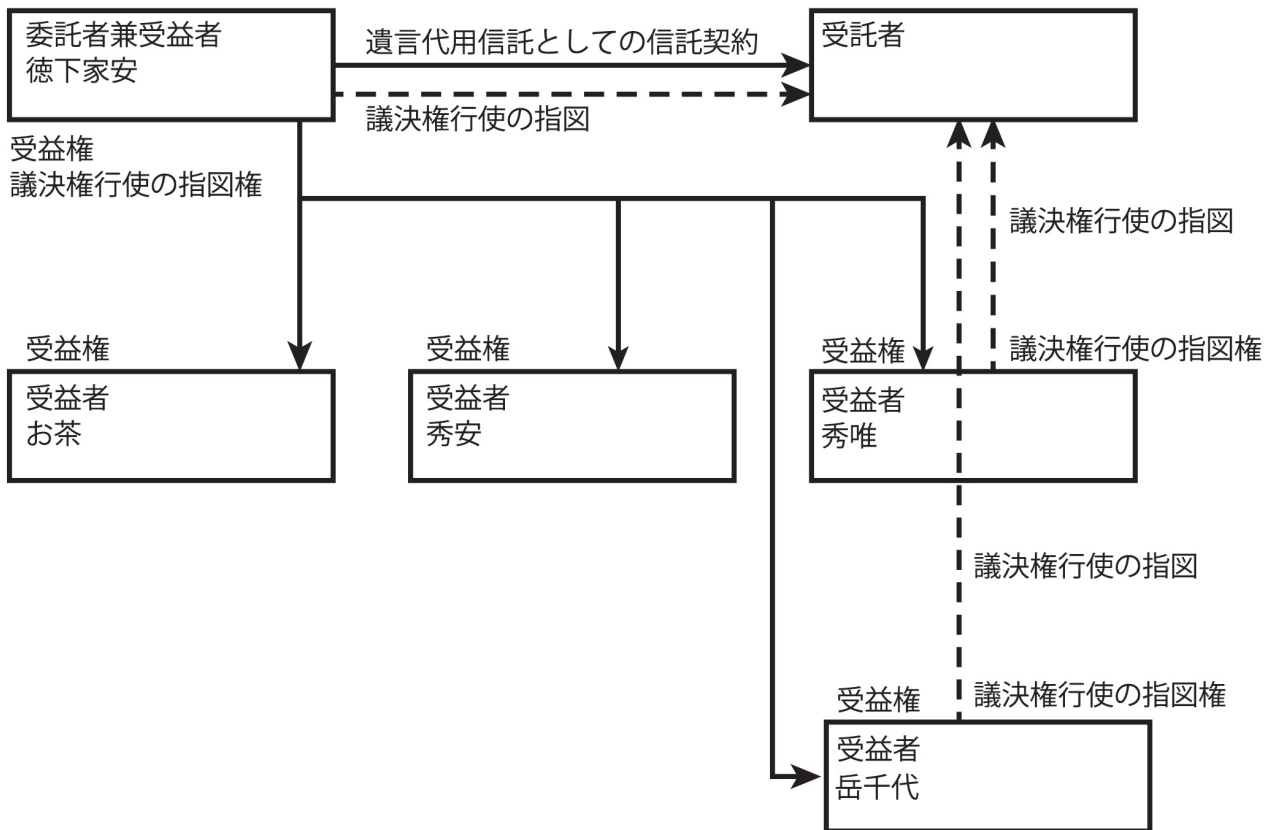 委託者兼受益者
徳下家安
遺言代用信託としての信託契約
受託者
議決権行使の指図
受益権
議決権行使の指図権
議決権行使の指図
受益権
受益権
受益権
議決権行使の指図権
受益者
お茶
受益者
秀安
受益者
秀唯
議決権行使の指図
受益権
議決権行使の指図権
受益者
岳千代